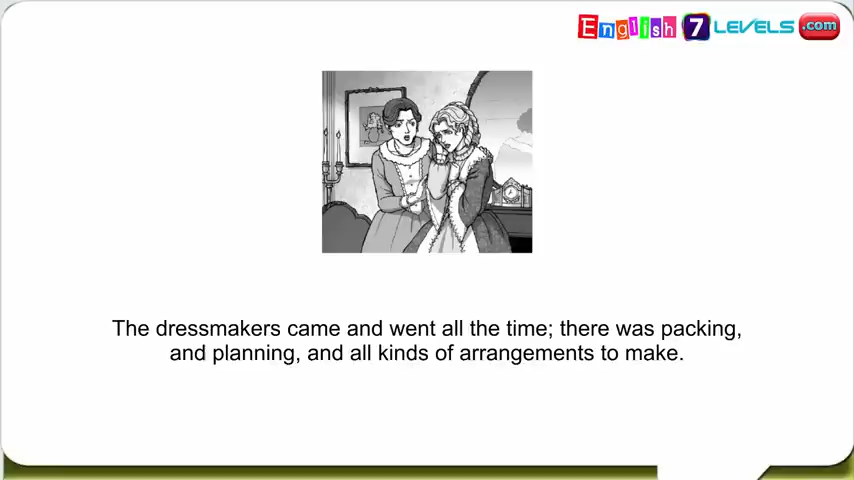 English 7 LEVELS .com
The dressmakers came and went all the time; there was packing,
and planning, and all kinds of arrangements to make.